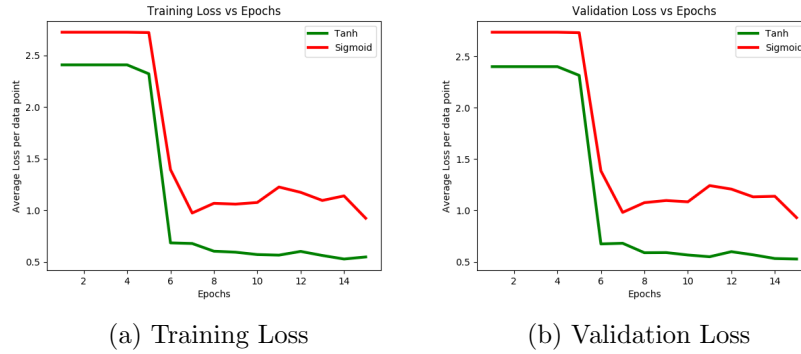 Training Loss vs Epochs
Average Loss per data point
2.5
2.0
1.5
1.0
0.5
Tanh
Sigmoid
2 4 6 8 10 12 14
Epochs
(a) Training Loss
Validation Loss vs Epochs
Average Loss per data point
2.5
2.0
1.5
1.0
0.5
Tanh
Sigmoid
2 4 6 8 10 12 14
Epochs
(b) Validation Loss